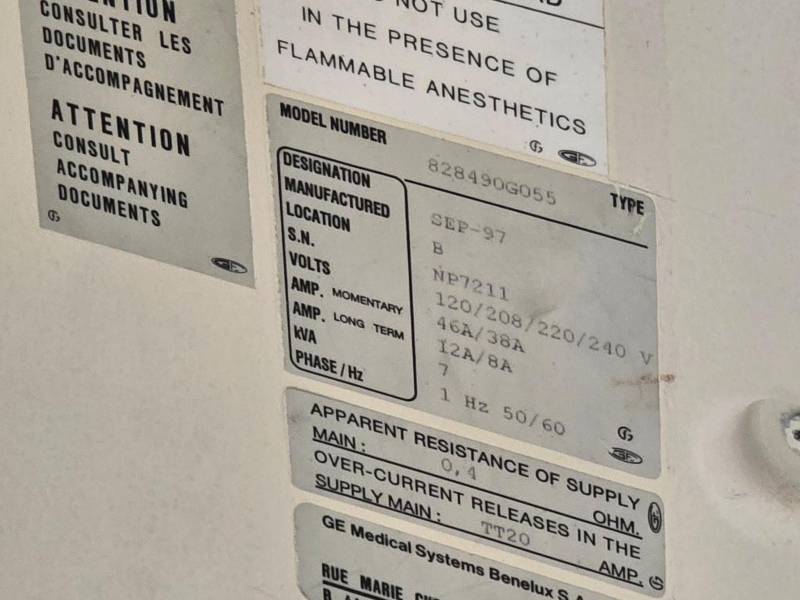 CONSULTER LES
DOCUMENTS
D'ACCOMPAGNEMENT
ATTENTION
CONSULT
ACCOMPANYING
DOCUMENTS
NOT USE
IN THE PRESENCE OF
FLAMMABLE ANESTHETICS
MODEL NUMBER 828490G055 TYPE
DESIGNATION
MANUFACTURED SEP-97
LOCATION B
S.N. NP7211
VOLTS 120/208/220/240 V
AMP. MOMENTARY 46A/38A
AMP. LONG TERM 12A/8A
kVA 7
PHASE/Hz 1 Hz 50/60
APPARENT RESISTANCE OF SUPPLY
MAIN: 0,4 OHM.
OVER-CURRENT RELEASES IN THE
SUPPLY MAIN: TT20 AMP.
GE Medical Systems Benelux S.A.
RUE MARIE